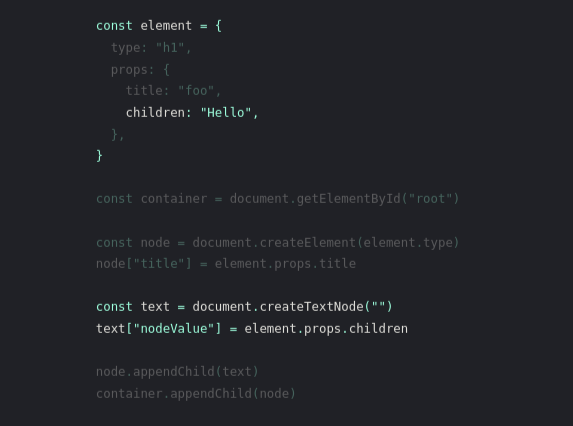 const element = {
  type: "h1",
  props: {
    title: "foo",
    children: "Hello",
  },
}
const container = document.getElementById("root")
const node = document.createElement(element.type)
node["title"] = element.props.title
const text = document.createTextNode("")
text["nodeValue"] = element.props.children
node.appendChild(text)
container.appendChild(node)